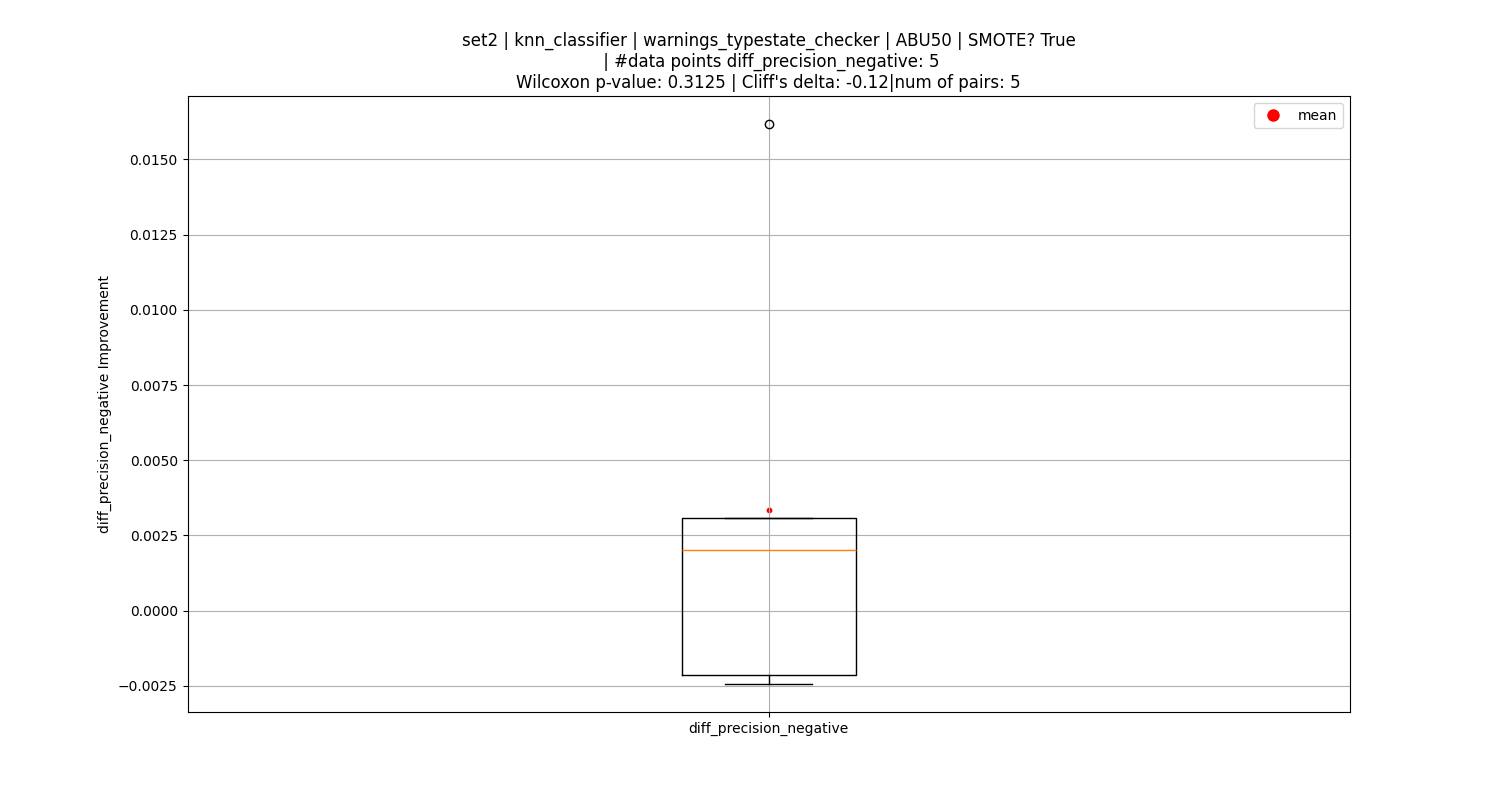 set2 | knn_classifier | warnings_typestate_checker | ABU50 | SMOTE? True
| #data points diff_precision_negative: 5
Wilcoxon p-value: 0.3125 | Cliff's delta: -0.12|num of pairs: 5
mean
0.0150
0.0125
0.0100
0.0075
0.0050
0.0025
0.0000
−0.0025
diff_precision_negative Improvement
diff_precision_negative